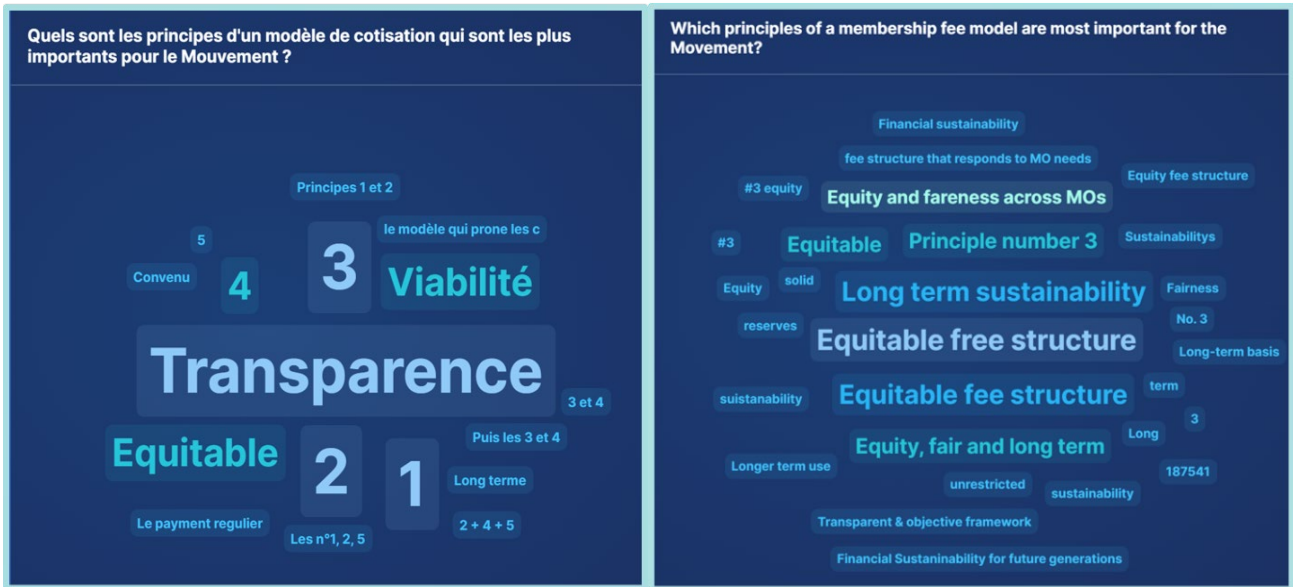 Quels sont les principes d'un modèle de cotisation qui sont les plus
importants pour le Mouvement ?
Principes 1 et 2
le modèle qui prone les c
5
3
Convenu
4
Viabilité
Transparence
3 et 4
Equitable
2
1
Puis les 3 et 4
Long terme
Le payment regulier
Les n°1, 2, 5
2 + 4 + 5
Which principles of a membership fee model are most important for the
Movement?
Financial sustainability
fee structure that responds to MO needs
Equity fee structure
#3 equity
Equity and fareness across MOs
#3
Equitable
Principle number 3
Sustainabilitys
Equity
solid
Long term sustainability
Fairness
reserves
Equitable free structure
No. 3
Long-term basis
suistanability
Equitable fee structure
term
3
Equity, fair and long term
Long
Longer term use
187541
unrestricted
sustainability
Transparent & objective framework
Financial Sustaninability for future generations